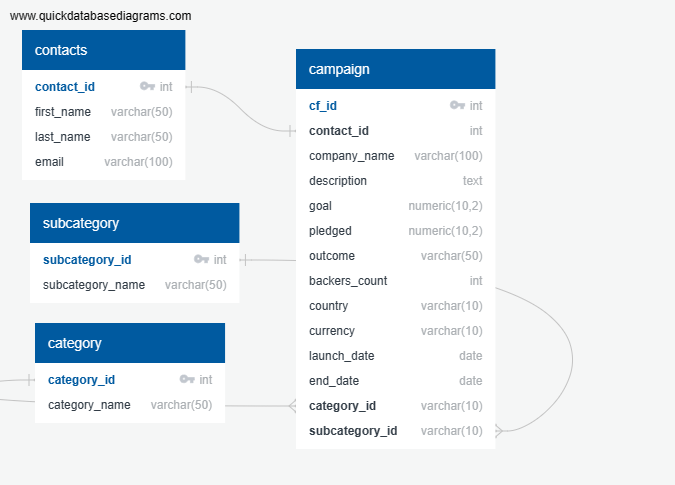 www.quickdatabasediagrams.com
contacts
contact_id int
first_name varchar(50)
last_name varchar(50)
email varchar(100)
subcategory
subcategory_id int
subcategory_name varchar(50)
category
category_id int
category_name varchar(50)
campaign
cf_id int
contact_id int
company_name varchar(100)
description text
goal numeric(10,2)
pledged numeric(10,2)
outcome varchar(50)
backers_count int
country varchar(10)
currency varchar(10)
launch_date date
end_date date
category_id varchar(10)
subcategory_id varchar(10)